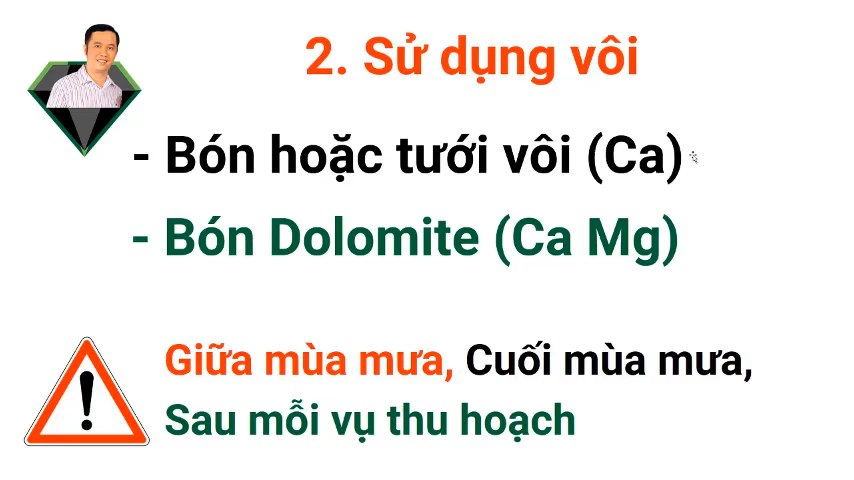 2. Sử dụng vôi
- Bón hoặc tưới vôi (Ca)
- Bón Dolomite (Ca Mg)
Giữa mùa mưa, Cuối mùa mưa,
Sau mỗi vụ thu hoạch